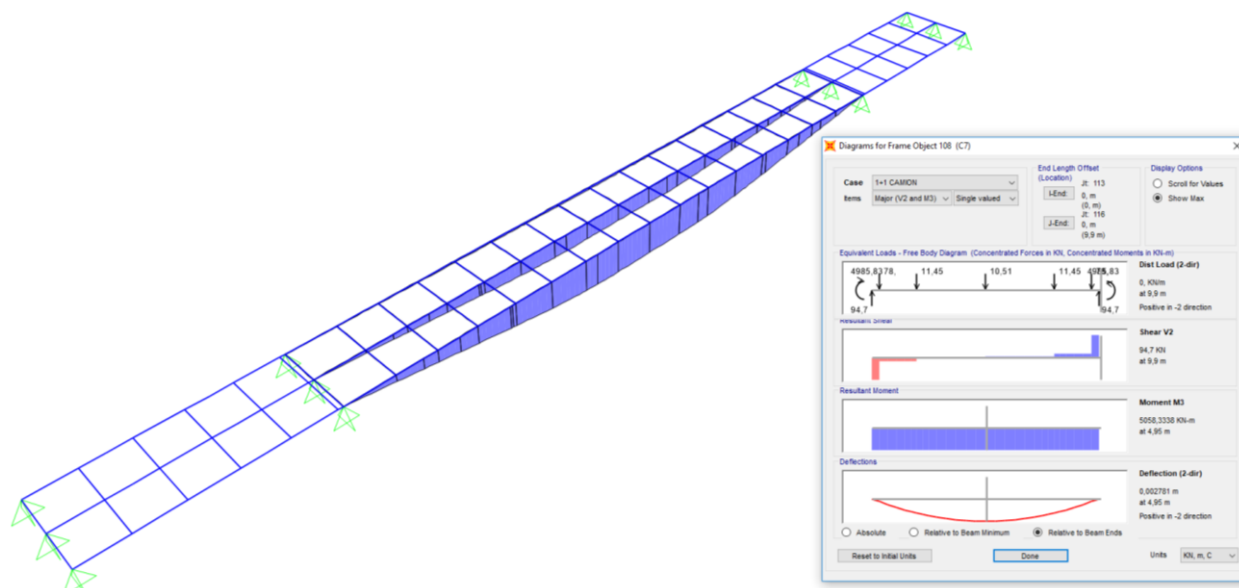 Diagrams for Frame Object 108 (C7)
Case
1+1 CAMION
Items
Major (V2 and M3)
Single valued
End Length Offset
(Location)
I-End:
Jt: 113
0, m
(0, m)
J-End:
Jt: 116
0, m
(9,9 m)
Display Options
Scroll for Values
Show Max
Equivalent Loads - Free Body Diagram (Concentrated Forces in KN, Concentrated Moments in KN-m)
4985,8378, 11,45 10,51 11,45
94,7 94,7
Dist Load (2-dir)
0, KN/m
at 9,9 m
Positive in -2 direction
Resultant Shear
Shear V2
94,7 KN
at 9,9 m
Resultant Moment
Moment M3
5058,3338 KN-m
at 4,95 m
Deflections
Deflection (2-dir)
0,002781 m
at 4,95 m
Positive in -2 direction
Absolute
Relative to Beam Minimum
Relative to Beam Ends
Reset to Initial Units
Done
Units
KN, m, C